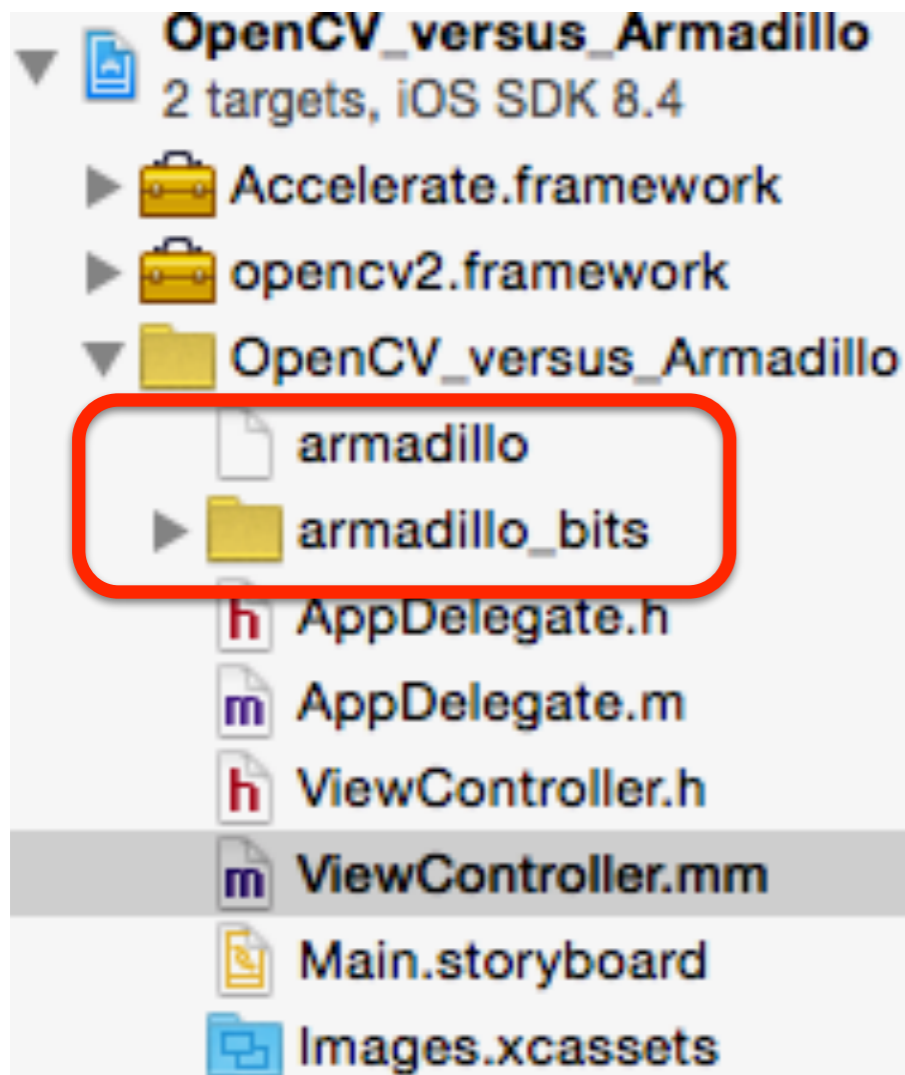 OpenCV_versus_Armadillo
2 targets, iOS SDK 8.4
Accelerate.framework
opencv2.framework
OpenCV_versus_Armadillo
armadillo
armadillo_bits
h AppDelegate.h
m AppDelegate.m
h ViewController.h
m ViewController.mm
Main.storyboard
Images.xcassets